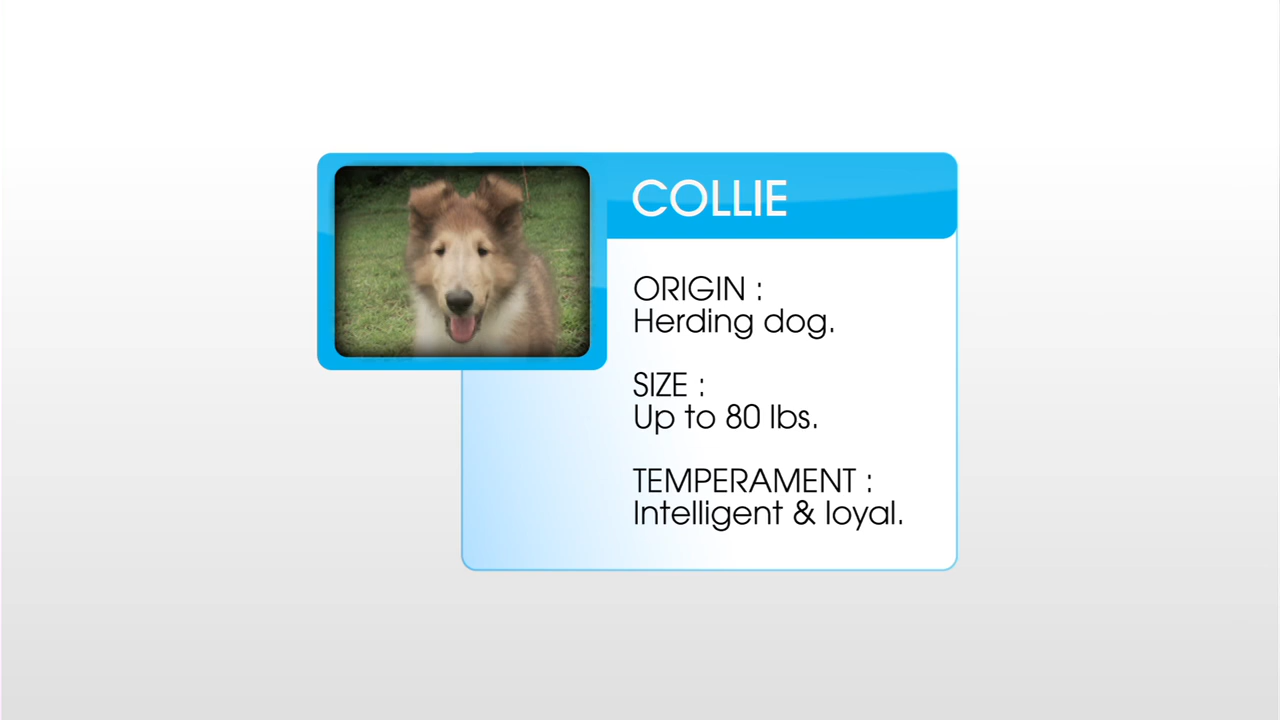 COLLIE
ORIGIN :
Herding dog.
SIZE :
Up to 80 lbs.
TEMPERAMENT :
Intelligent & loyal.